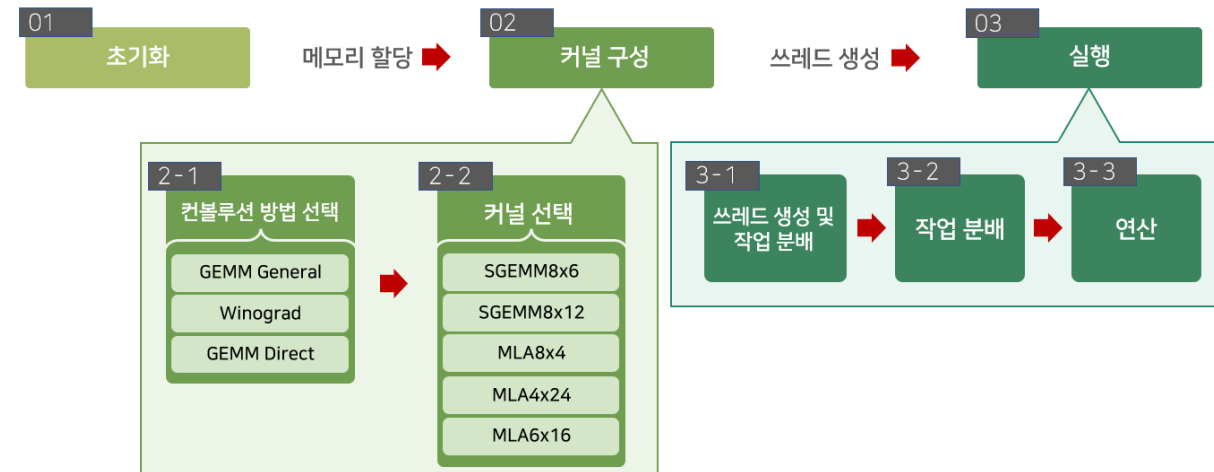 01
초기화
메모리 할당
02
커널 구성
쓰레드 생성
03
실행
2-1
컨볼루션 방법 선택
GEMM General
Winograd
GEMM Direct
2-2
커널 선택
SGEMM8x6
SGEMM8x12
MLA8x4
MLA4x24
MLA6x16
3-1
쓰레드 생성 및
작업 분배
3-2
작업 분배
3-3
연산